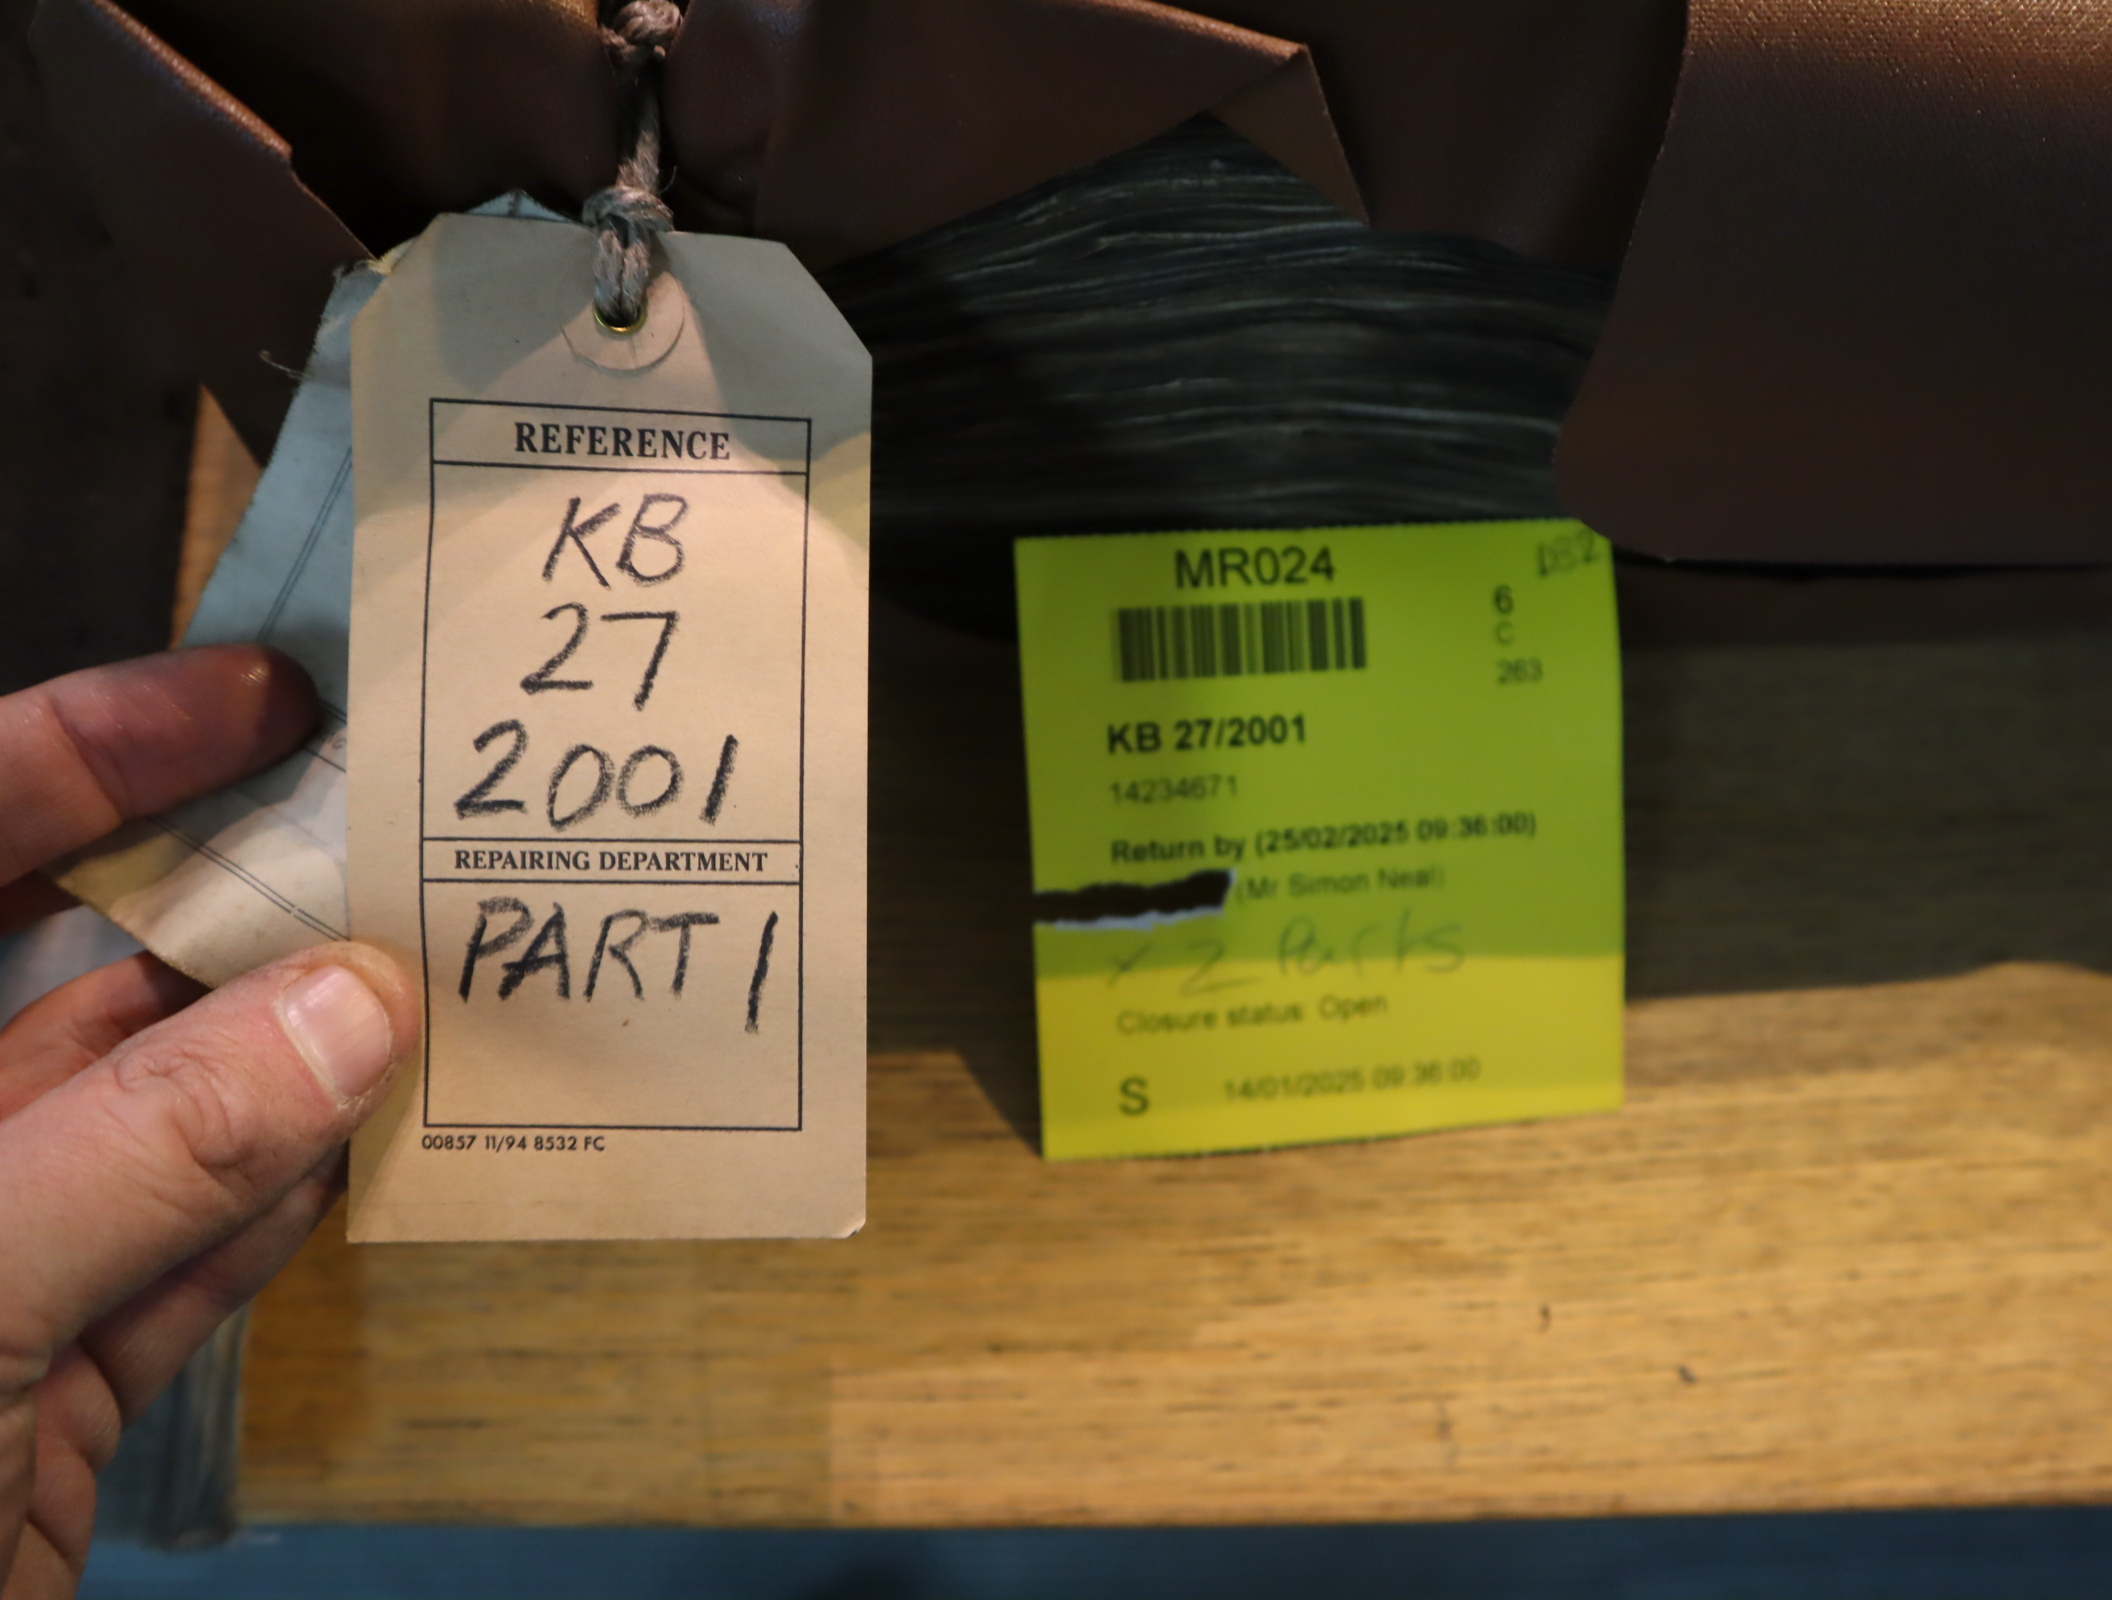 REFERENCE
KB
27
2001
REPAIRING DEPARTMENT
PART 1
00857 11/94 8532 FC
MR024
6
C
263
KB 27/2001
14234671
Return by (25/02/2025 09:36:00)
(Mr Simon Neal)
x 2 Parts
Closure status: Open
S 14/01/2025 09:36:00